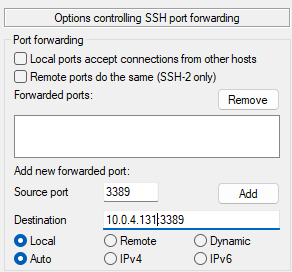 Options controlling SSH port forwarding
Port forwarding
Local ports accept connections from other hosts
Remote ports do the same (SSH-2 only)
Forwarded ports:
Remove
Add new forwarded port:
Source port 3389 Add
Destination 10.0.4.131:3389
Local Remote Dynamic
Auto IPv4 IPv6